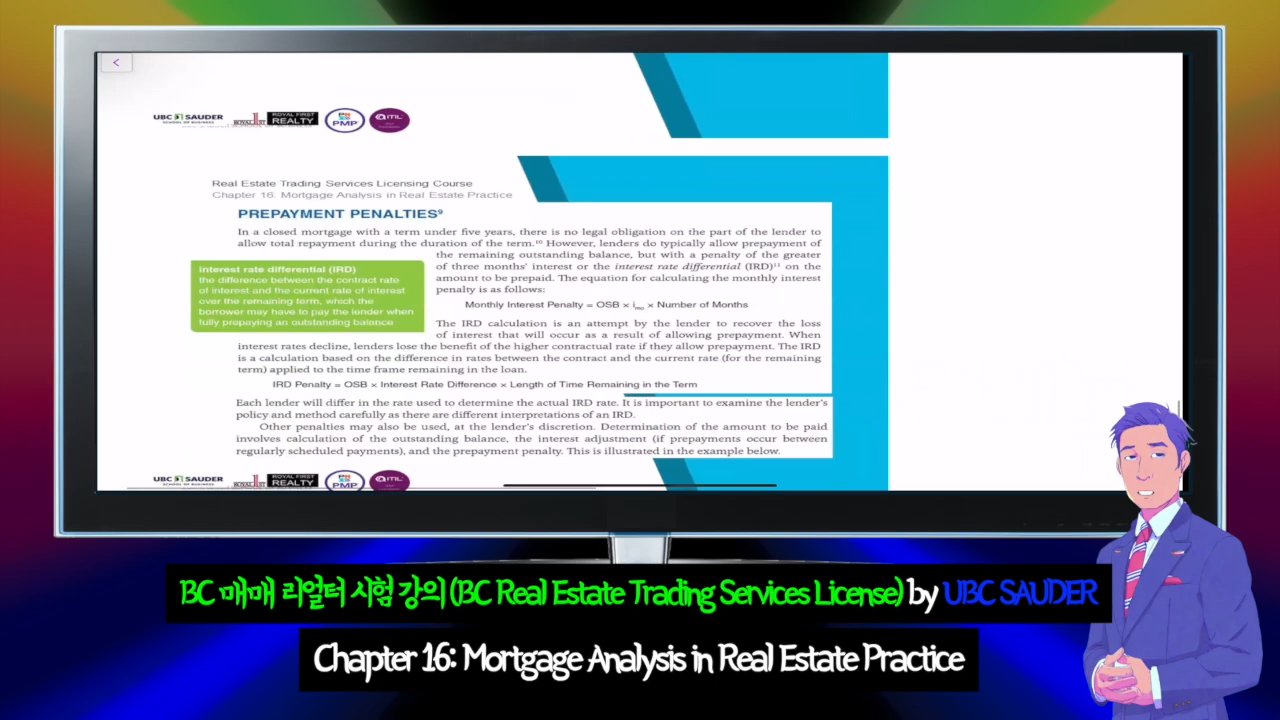 <
UBC SAUDER
SCHOOL OF BUSINESS
ROYAL 1ST
ROYAL FIRST
REALTY
PMP
ITIL
Real Estate Trading Services Licensing Course
Chapter 16: Mortgage Analysis in Real Estate Practice
PREPAYMENT PENALTIES⁹
In a closed mortgage with a term under five years, there is no legal obligation on the part of the lender to
allow total repayment during the duration of the term.¹⁰ However, lenders do typically allow prepayment of
the remaining outstanding balance, but with a penalty of the greater
of three months' interest or the interest rate differential (IRD)¹¹ on the
amount to be prepaid. The equation for calculating the monthly interest
penalty is as follows:
Interest rate differential (IRD)
the difference between the contract rate
of interest and the current rate of interest
over the remaining term, which the
borrower may have to pay the lender when
fully prepaying an outstanding balance
Monthly Interest Penalty = OSB × imo × Number of Months
The IRD calculation is an attempt by the lender to recover the loss
of interest that will occur as a result of allowing prepayment. When
interest rates decline, lenders lose the benefit of the higher contractual rate if they allow prepayment. The IRD
is a calculation based on the difference in rates between the contract and the current rate (for the remaining
term) applied to the time frame remaining in the loan.
IRD Penalty = OSB × Interest Rate Difference × Length of Time Remaining in the Term
Each lender will differ in the rate used to determine the actual IRD rate. It is important to examine the lender's
policy and method carefully as there are different interpretations of an IRD.
Other penalties may also be used, at the lender's discretion. Determination of the amount to be paid
involves calculation of the outstanding balance, the interest adjustment (if prepayments occur between
regularly scheduled payments), and the prepayment penalty. This is illustrated in the example below.
UBC SAUDER
SCHOOL OF BUSINESS
ROYAL 1ST
ROYAL FIRST
REALTY
PMP
ITIL
BC 매매 리얼터 시험 강의 (BC Real Estate Trading Services License) by UBC SAUDER
Chapter 16: Mortgage Analysis in Real Estate Practice